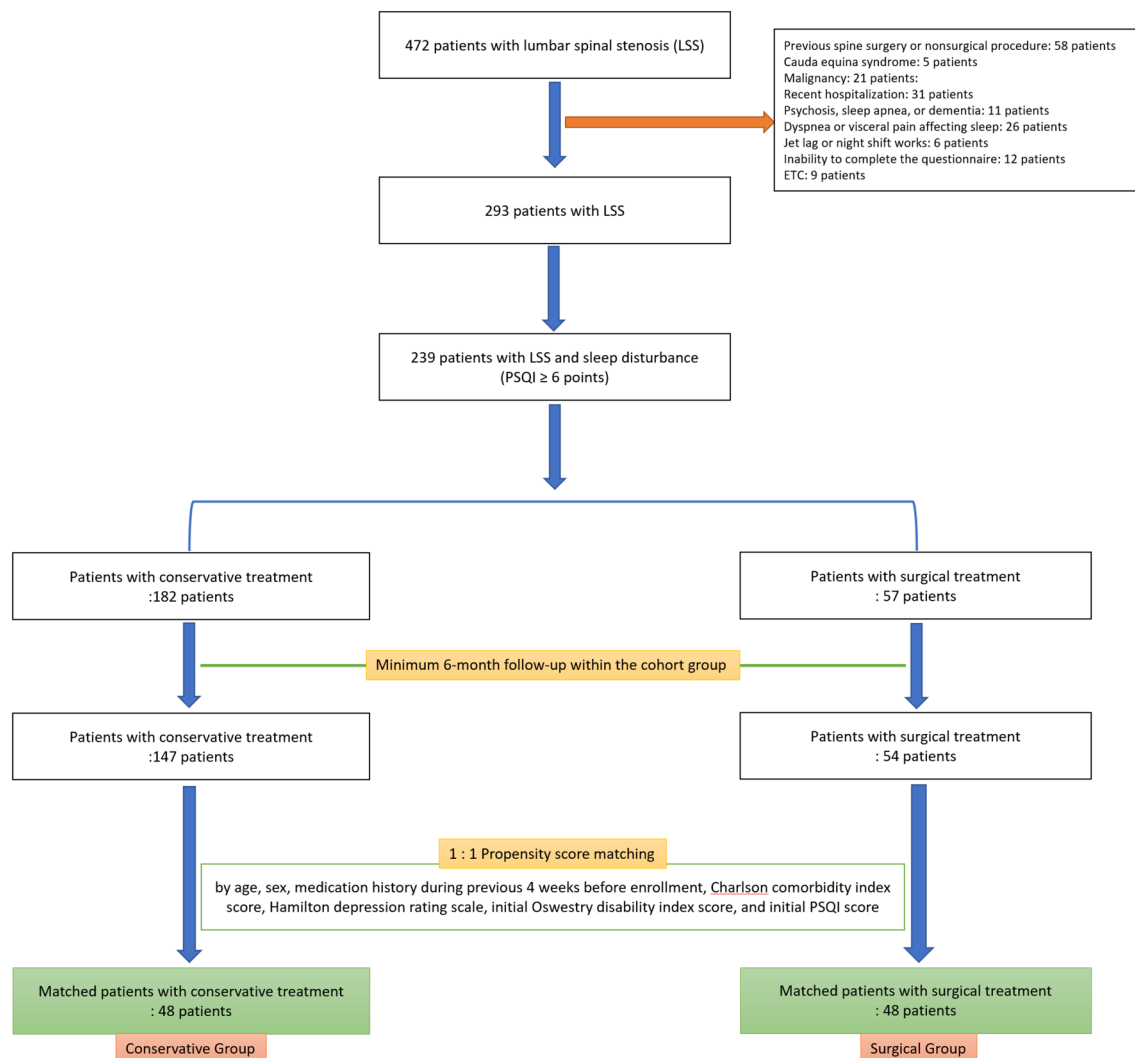 472 patients with lumbar spinal stenosis (LSS)
Previous spine surgery or nonsurgical procedure: 58 patients
Cauda equina syndrome: 5 patients
Malignancy: 21 patients:
Recent hospitalization: 31 patients
Psychosis, sleep apnea, or dementia: 11 patients
Dyspnea or visceral pain affecting sleep: 26 patients
Jet lag or night shift works: 6 patients
Inability to complete the questionnaire: 12 patients
ETC: 9 patients
293 patients with LSS
239 patients with LSS and sleep disturbance
(PSQI ≥ 6 points)
Patients with conservative treatment
:182 patients
Patients with surgical treatment
: 57 patients
Minimum 6-month follow-up within the cohort group
Patients with conservative treatment
:147 patients
Patients with surgical treatment
: 54 patients
1 : 1 Propensity score matching
by age, sex, medication history during previous 4 weeks before enrollment, Charlson comorbidity index
score, Hamilton depression rating scale, initial Oswestry disability index score, and initial PSQI score
Matched patients with conservative treatment
: 48 patients
Matched patients with surgical treatment
: 48 patients
Conservative Group
Surgical Group